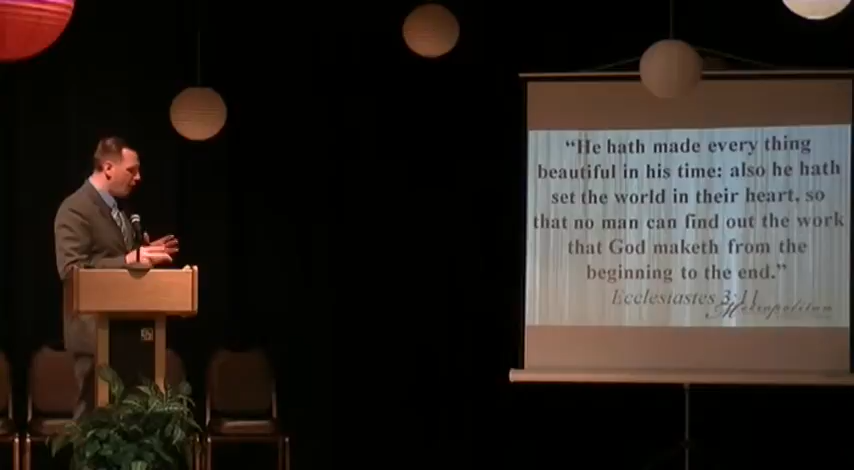 “He hath made every thing
beautiful in his time: also he hath
set the world in their heart, so
that no man can find out the work
that God maketh from the
beginning to the end.”
Ecclesiastes 3:11
Metropolitan